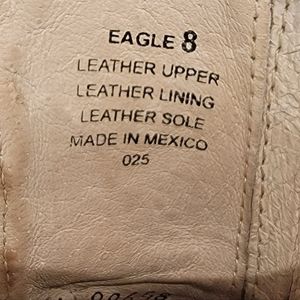 EAGLE 8
LEATHER UPPER
LEATHER LINING
LEATHER SOLE
MADE IN MEXICO
025